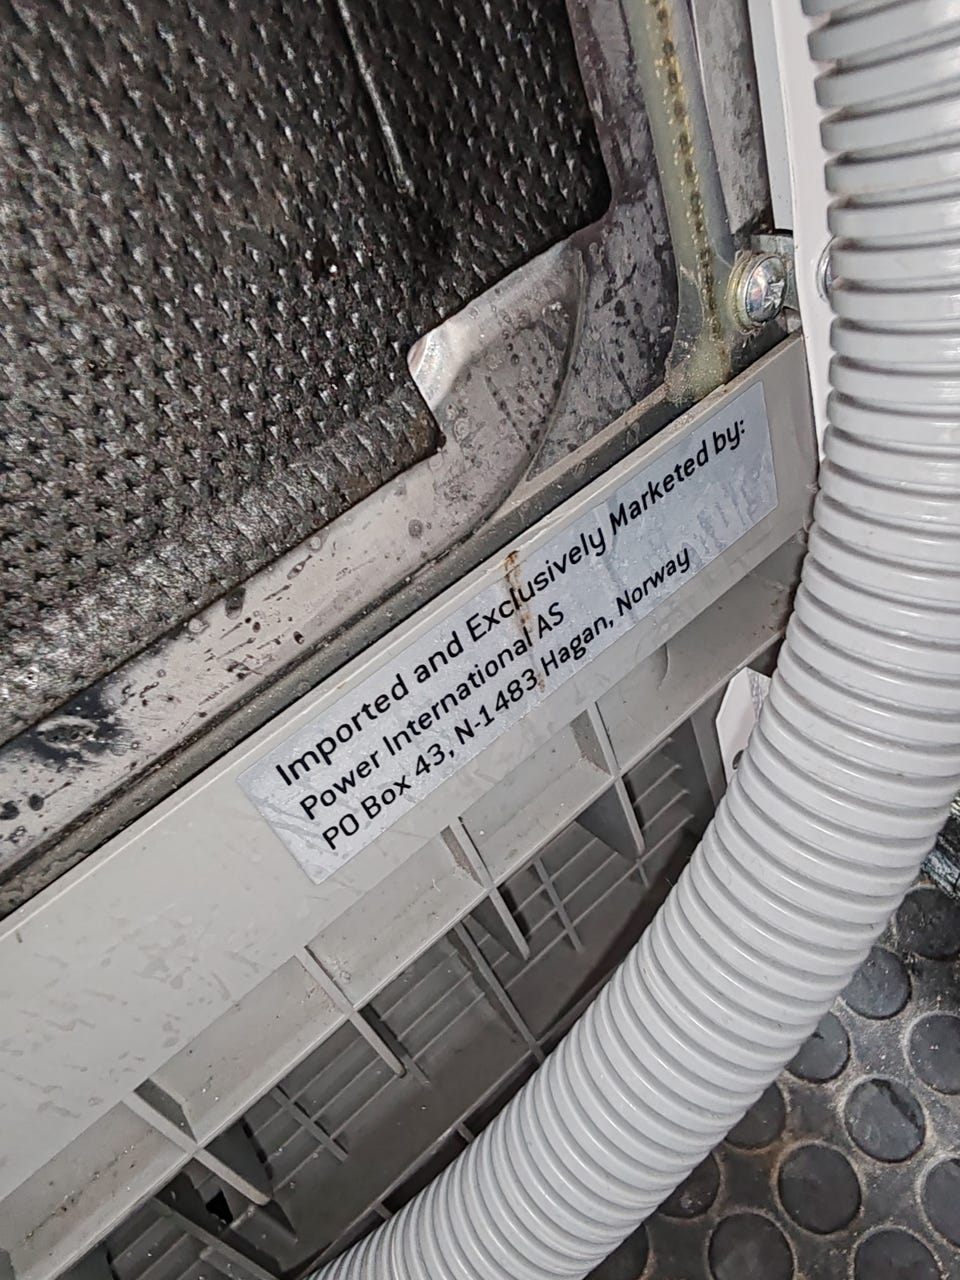 Imported and Exclusively Marketed by:
Power International AS
PO Box 43, N-1483 Hagan, Norway